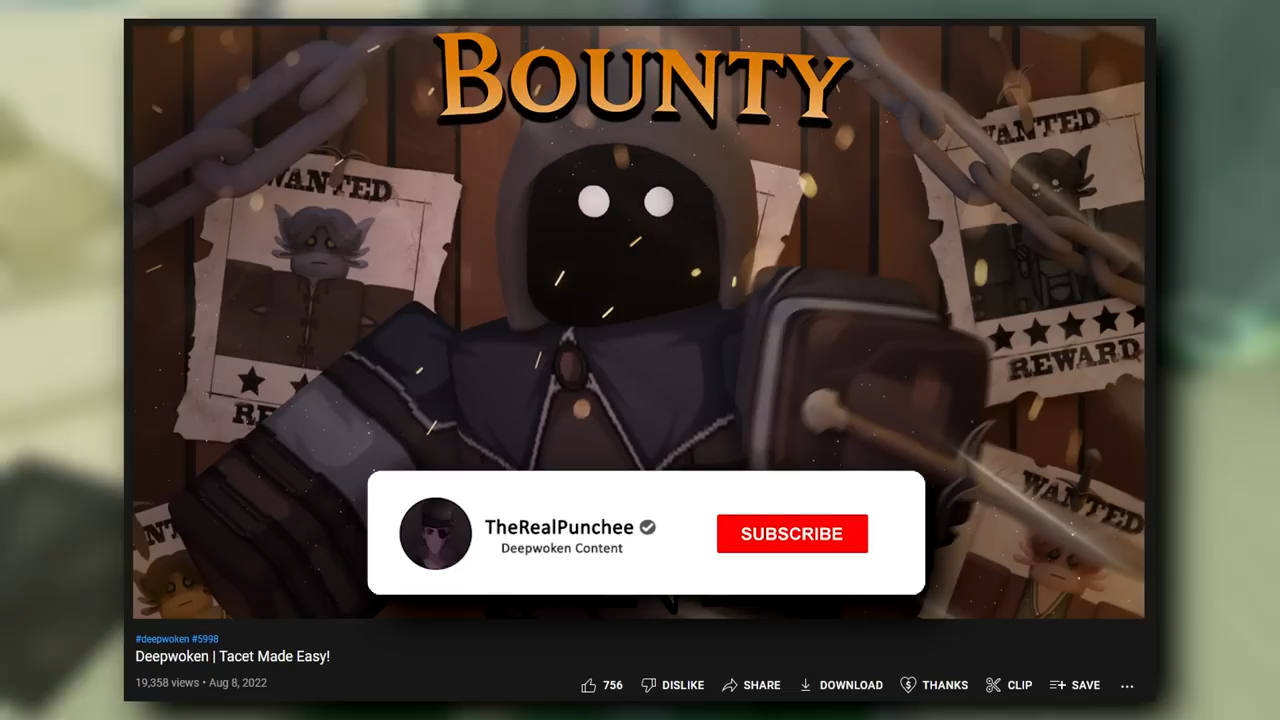 BOUNTY
WANTED
WANTED
REWARD
WANTED
TheRealPunchee
Deepwoken Content
SUBSCRIBE
#deepwoken #5998
Deepwoken | Tacet Made Easy!
19,358 views • Aug 8, 2022
756 DISLIKE SHARE DOWNLOAD THANKS CLIP SAVE ...